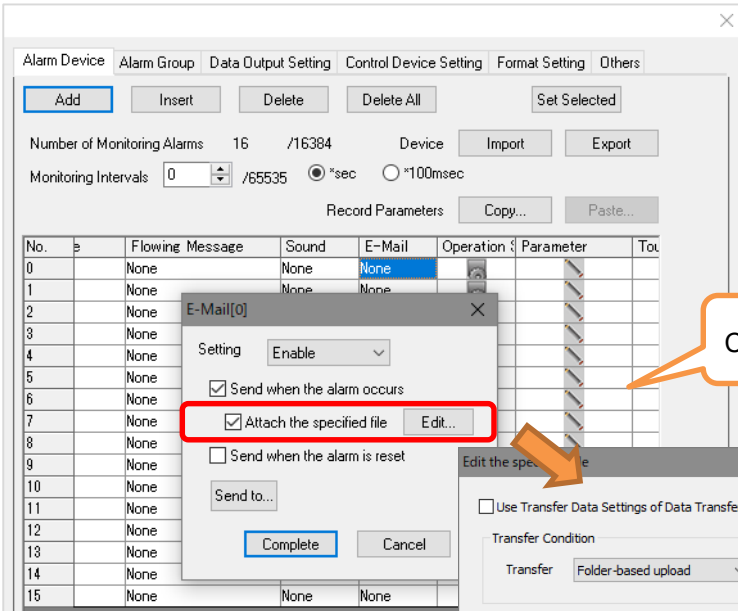 Alarm Device Alarm Group Data Output Setting Control Device Setting Format Setting Others
Add Insert Delete Delete All Set Selected
Number of Monitoring Alarms 16 /16384 Device Import Export
Monitoring Intervals 0 /65535 *sec *100msec
Record Parameters Copy... Paste...
No. Flowing Message Sound E-Mail Operation Parameter
0 None None None
1 None None None
2 None
3 None
4 None
5 None
6 None
7 None
8 None
9 None
10 None
11 None
12 None
13 None
14 None
15 None None None
E-Mail[0]
Setting Enable
Send when the alarm occurs
Attach the specified file Edit...
Send when the alarm is reset
Send to...
Complete Cancel
Edit the
Use Transfer Data Settings of Data
Transfer Condition
Transfer Folder-based upload